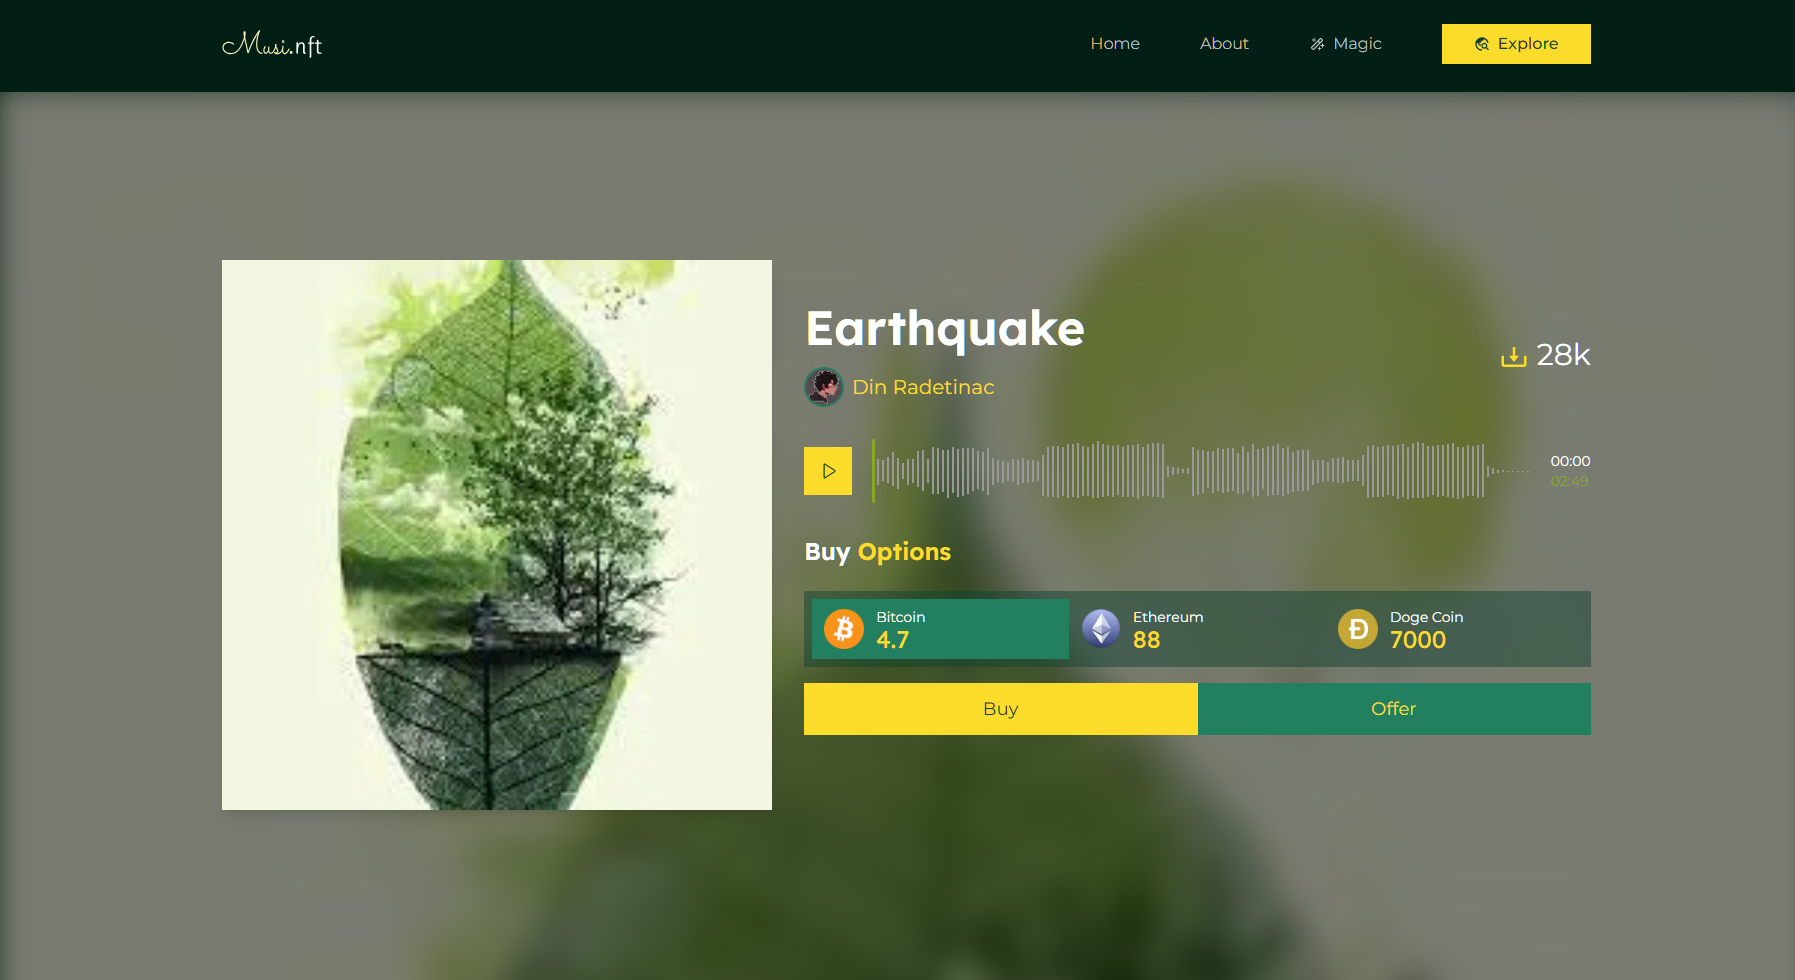 Musi.nft
Home
About
Magic
Explore
Earthquake
Din Radetinac
28k
00:00
02:49
Buy Options
Bitcoin
4.7
Ethereum
88
Doge Coin
7000
Buy
Offer